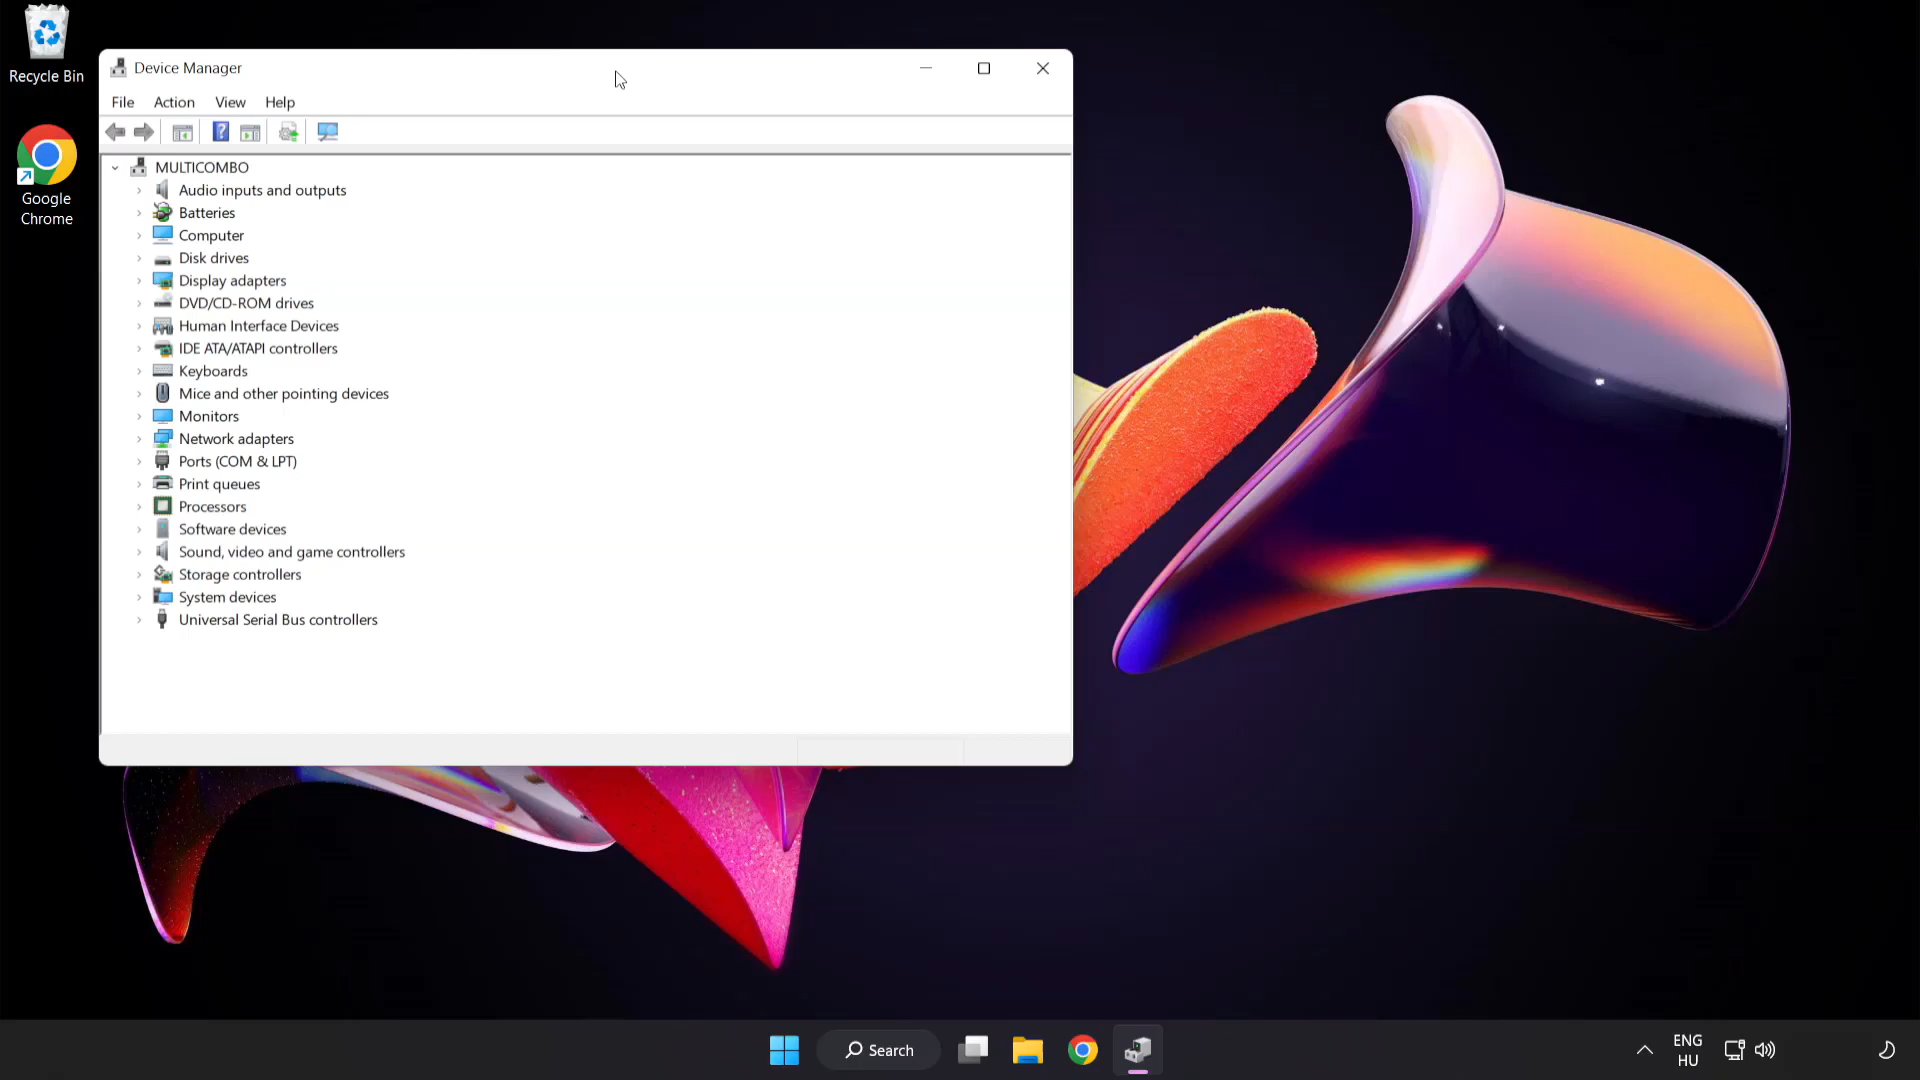 Recycle Bin
Google
Chrome
Device Manager
File Action View Help
MULTICOMBO
Audio inputs and outputs
Batteries
Computer
Disk drives
Display adapters
DVD/CD-ROM drives
Human Interface Devices
IDE ATA/ATAPI controllers
Keyboards
Mice and other pointing devices
Monitors
Network adapters
Ports (COM & LPT)
Print queues
Processors
Software devices
Sound, video and game controllers
Storage controllers
System devices
Universal Serial Bus controllers
Search
ENG
HU